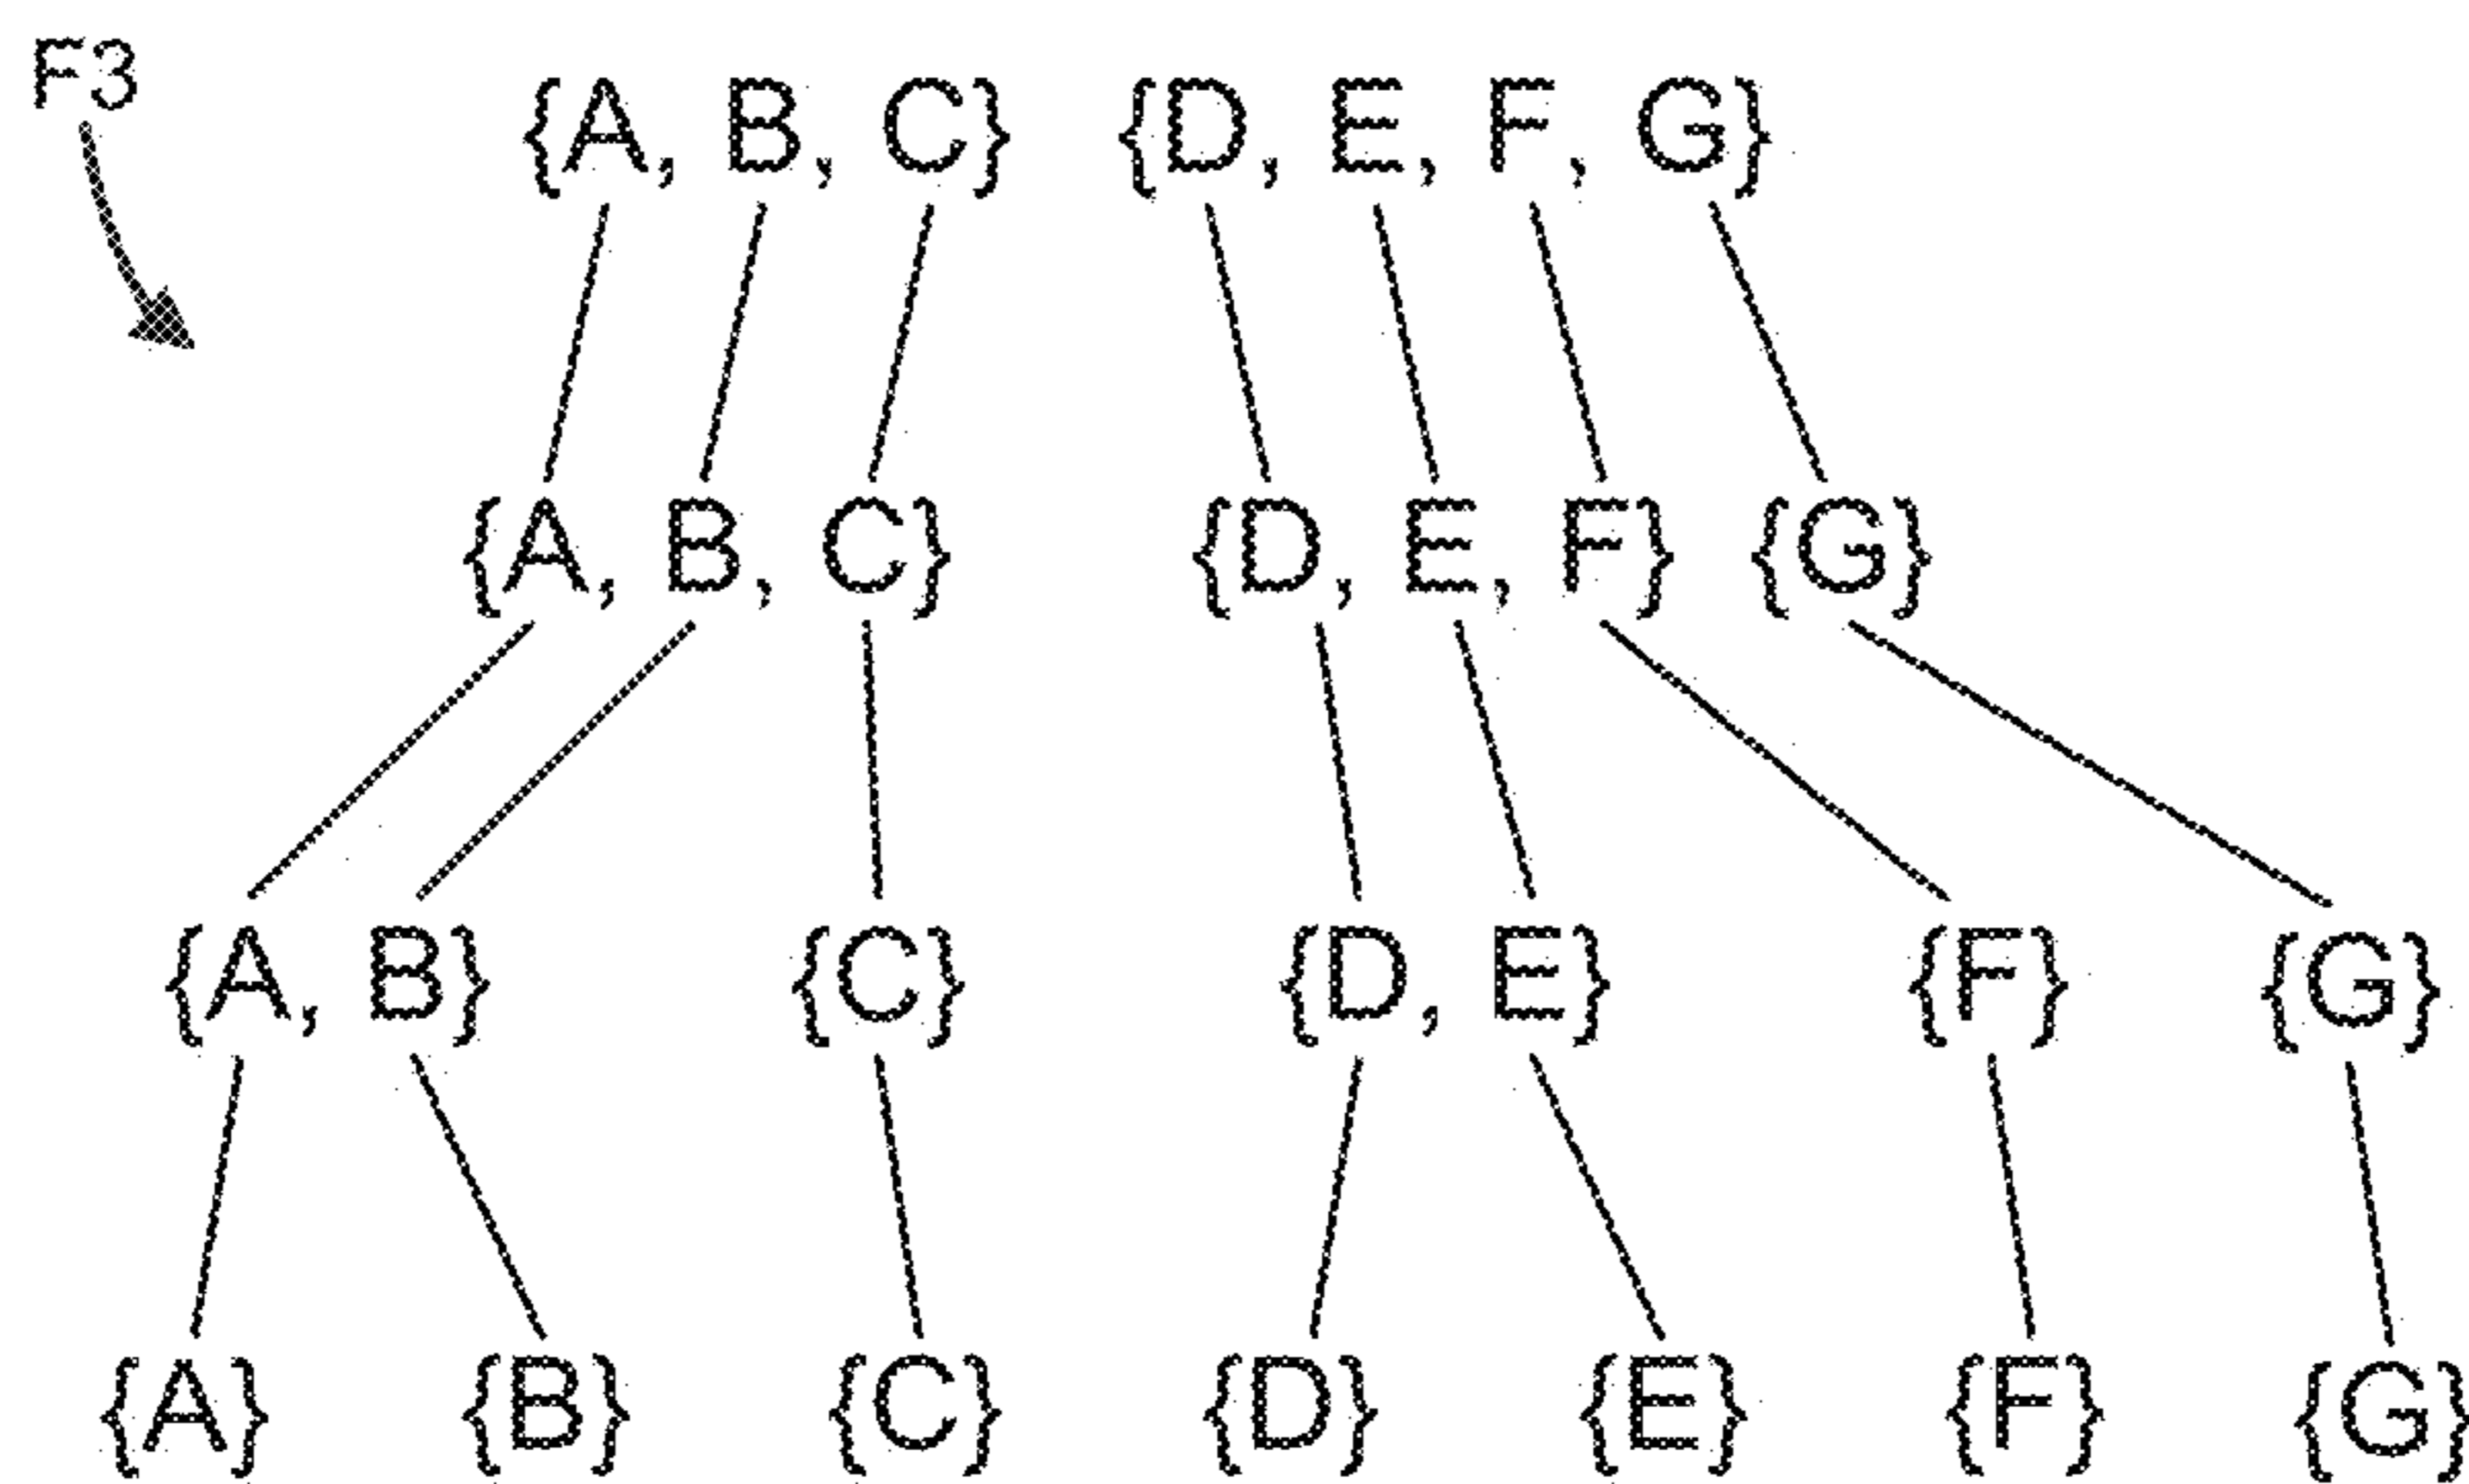 F3
{A, B, C} {D, E, F, G}
{A, B, C} {D, E, F} {G}
{A, B} {C} {D, E} {F} {G}
{A} {B} {C} {D} {E} {F} {G}